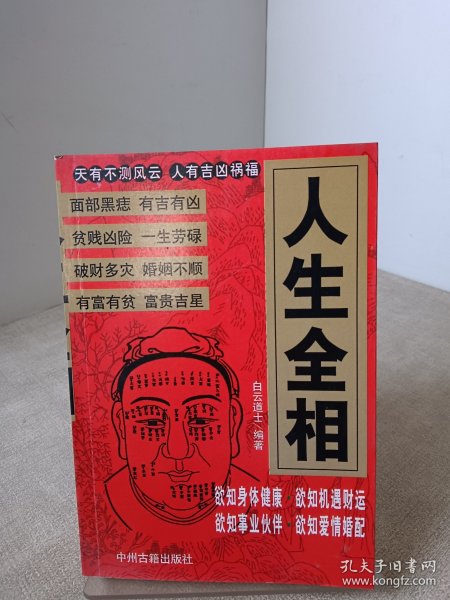 天有不测风云 人有吉凶祸福
面部黑痣 有吉有凶
贫贱凶险 一生劳碌
破财多灾 婚姻不顺
有富有贫 富贵吉星
人生全相
白云道士 编著
欲知身体健康·欲知机遇财运
欲知事业伙伴·欲知爱情婚配
中州古籍出版社
孔夫子旧书网
www.kongfz.com